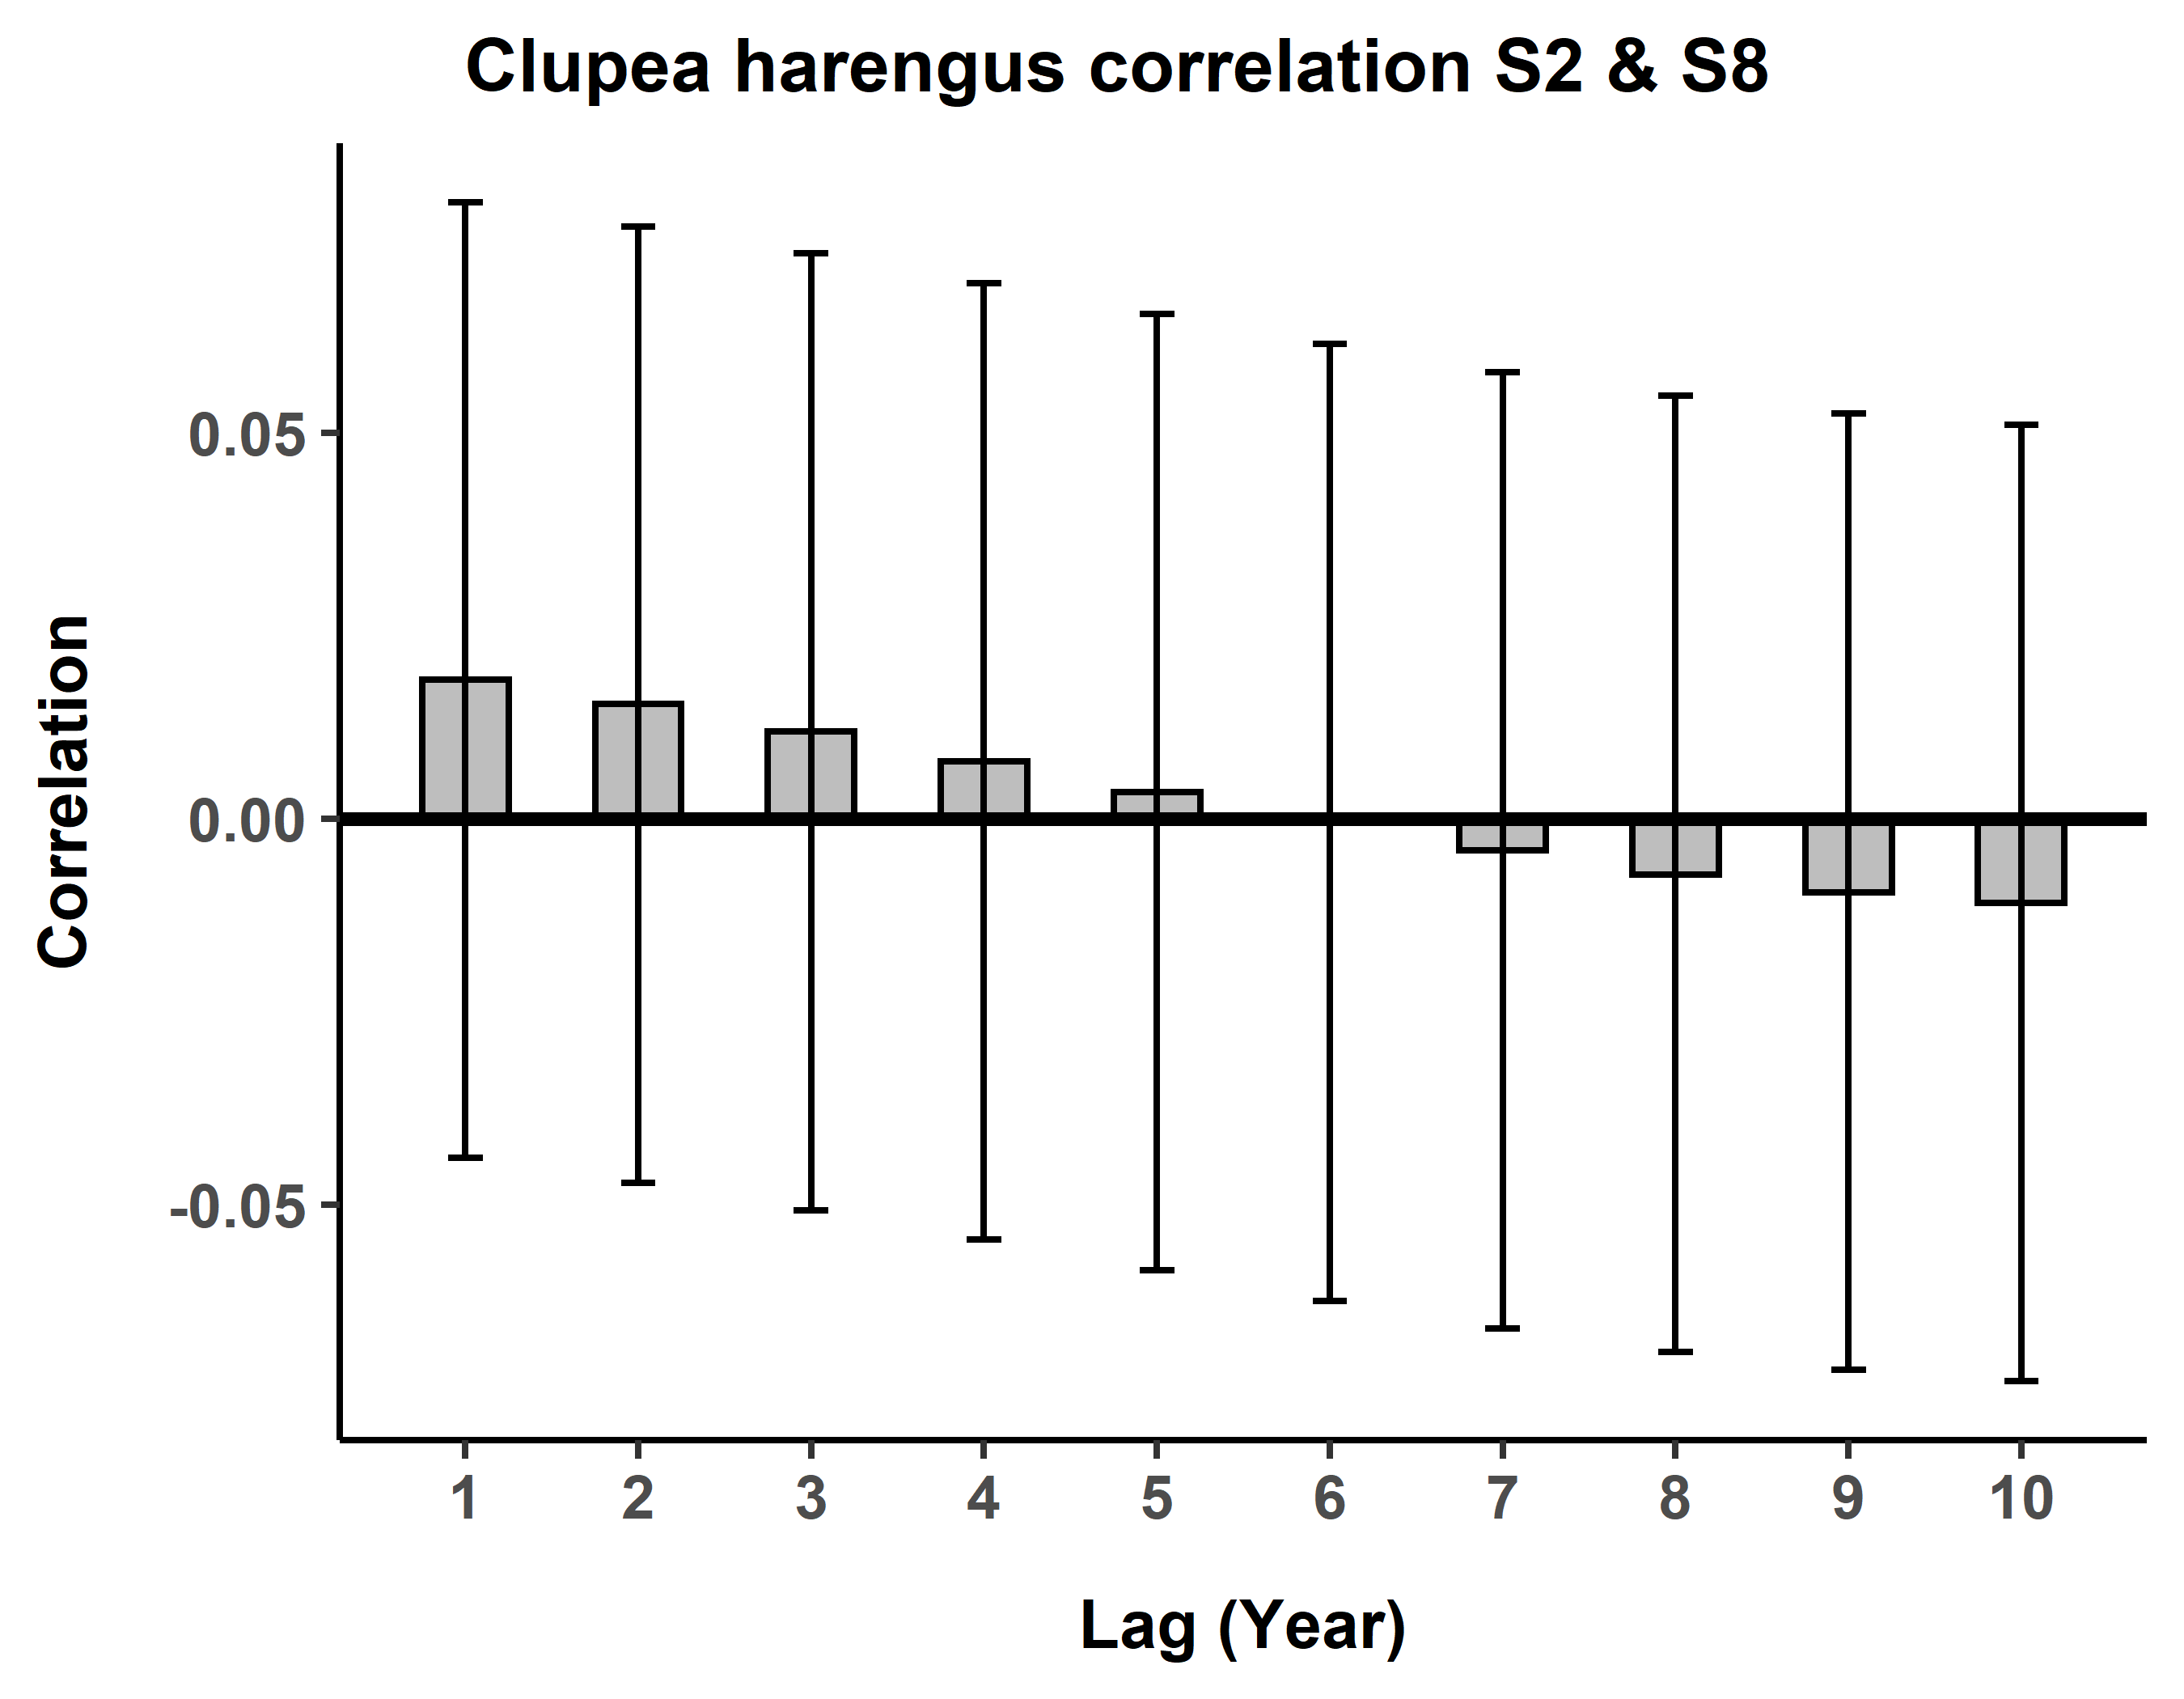 Clupea harengus correlation S2 & S8
Correlation
0.05
0.00
-0.05
1 2 3 4 5 6 7 8 9 10
Lag (Year)